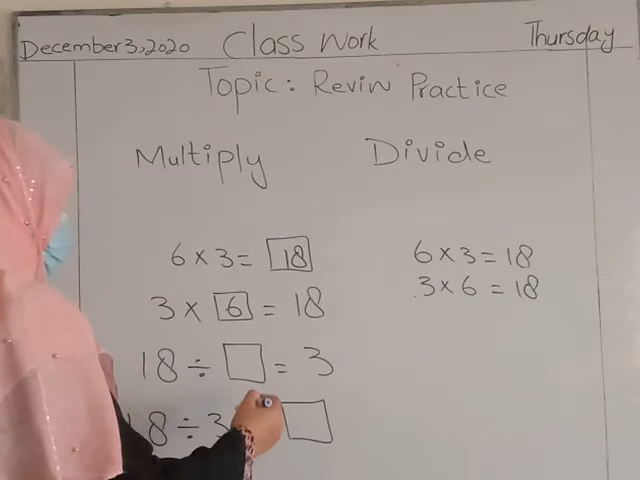 December 3, 2020 Class Work Thursday
Topic: Reviw Practice
Multiply Divide
6 × 3 = 18 6 × 3 = 18
3 × 6 = 18 3 × 6 = 18
18 ÷ □ = 3
18 ÷ 3 □